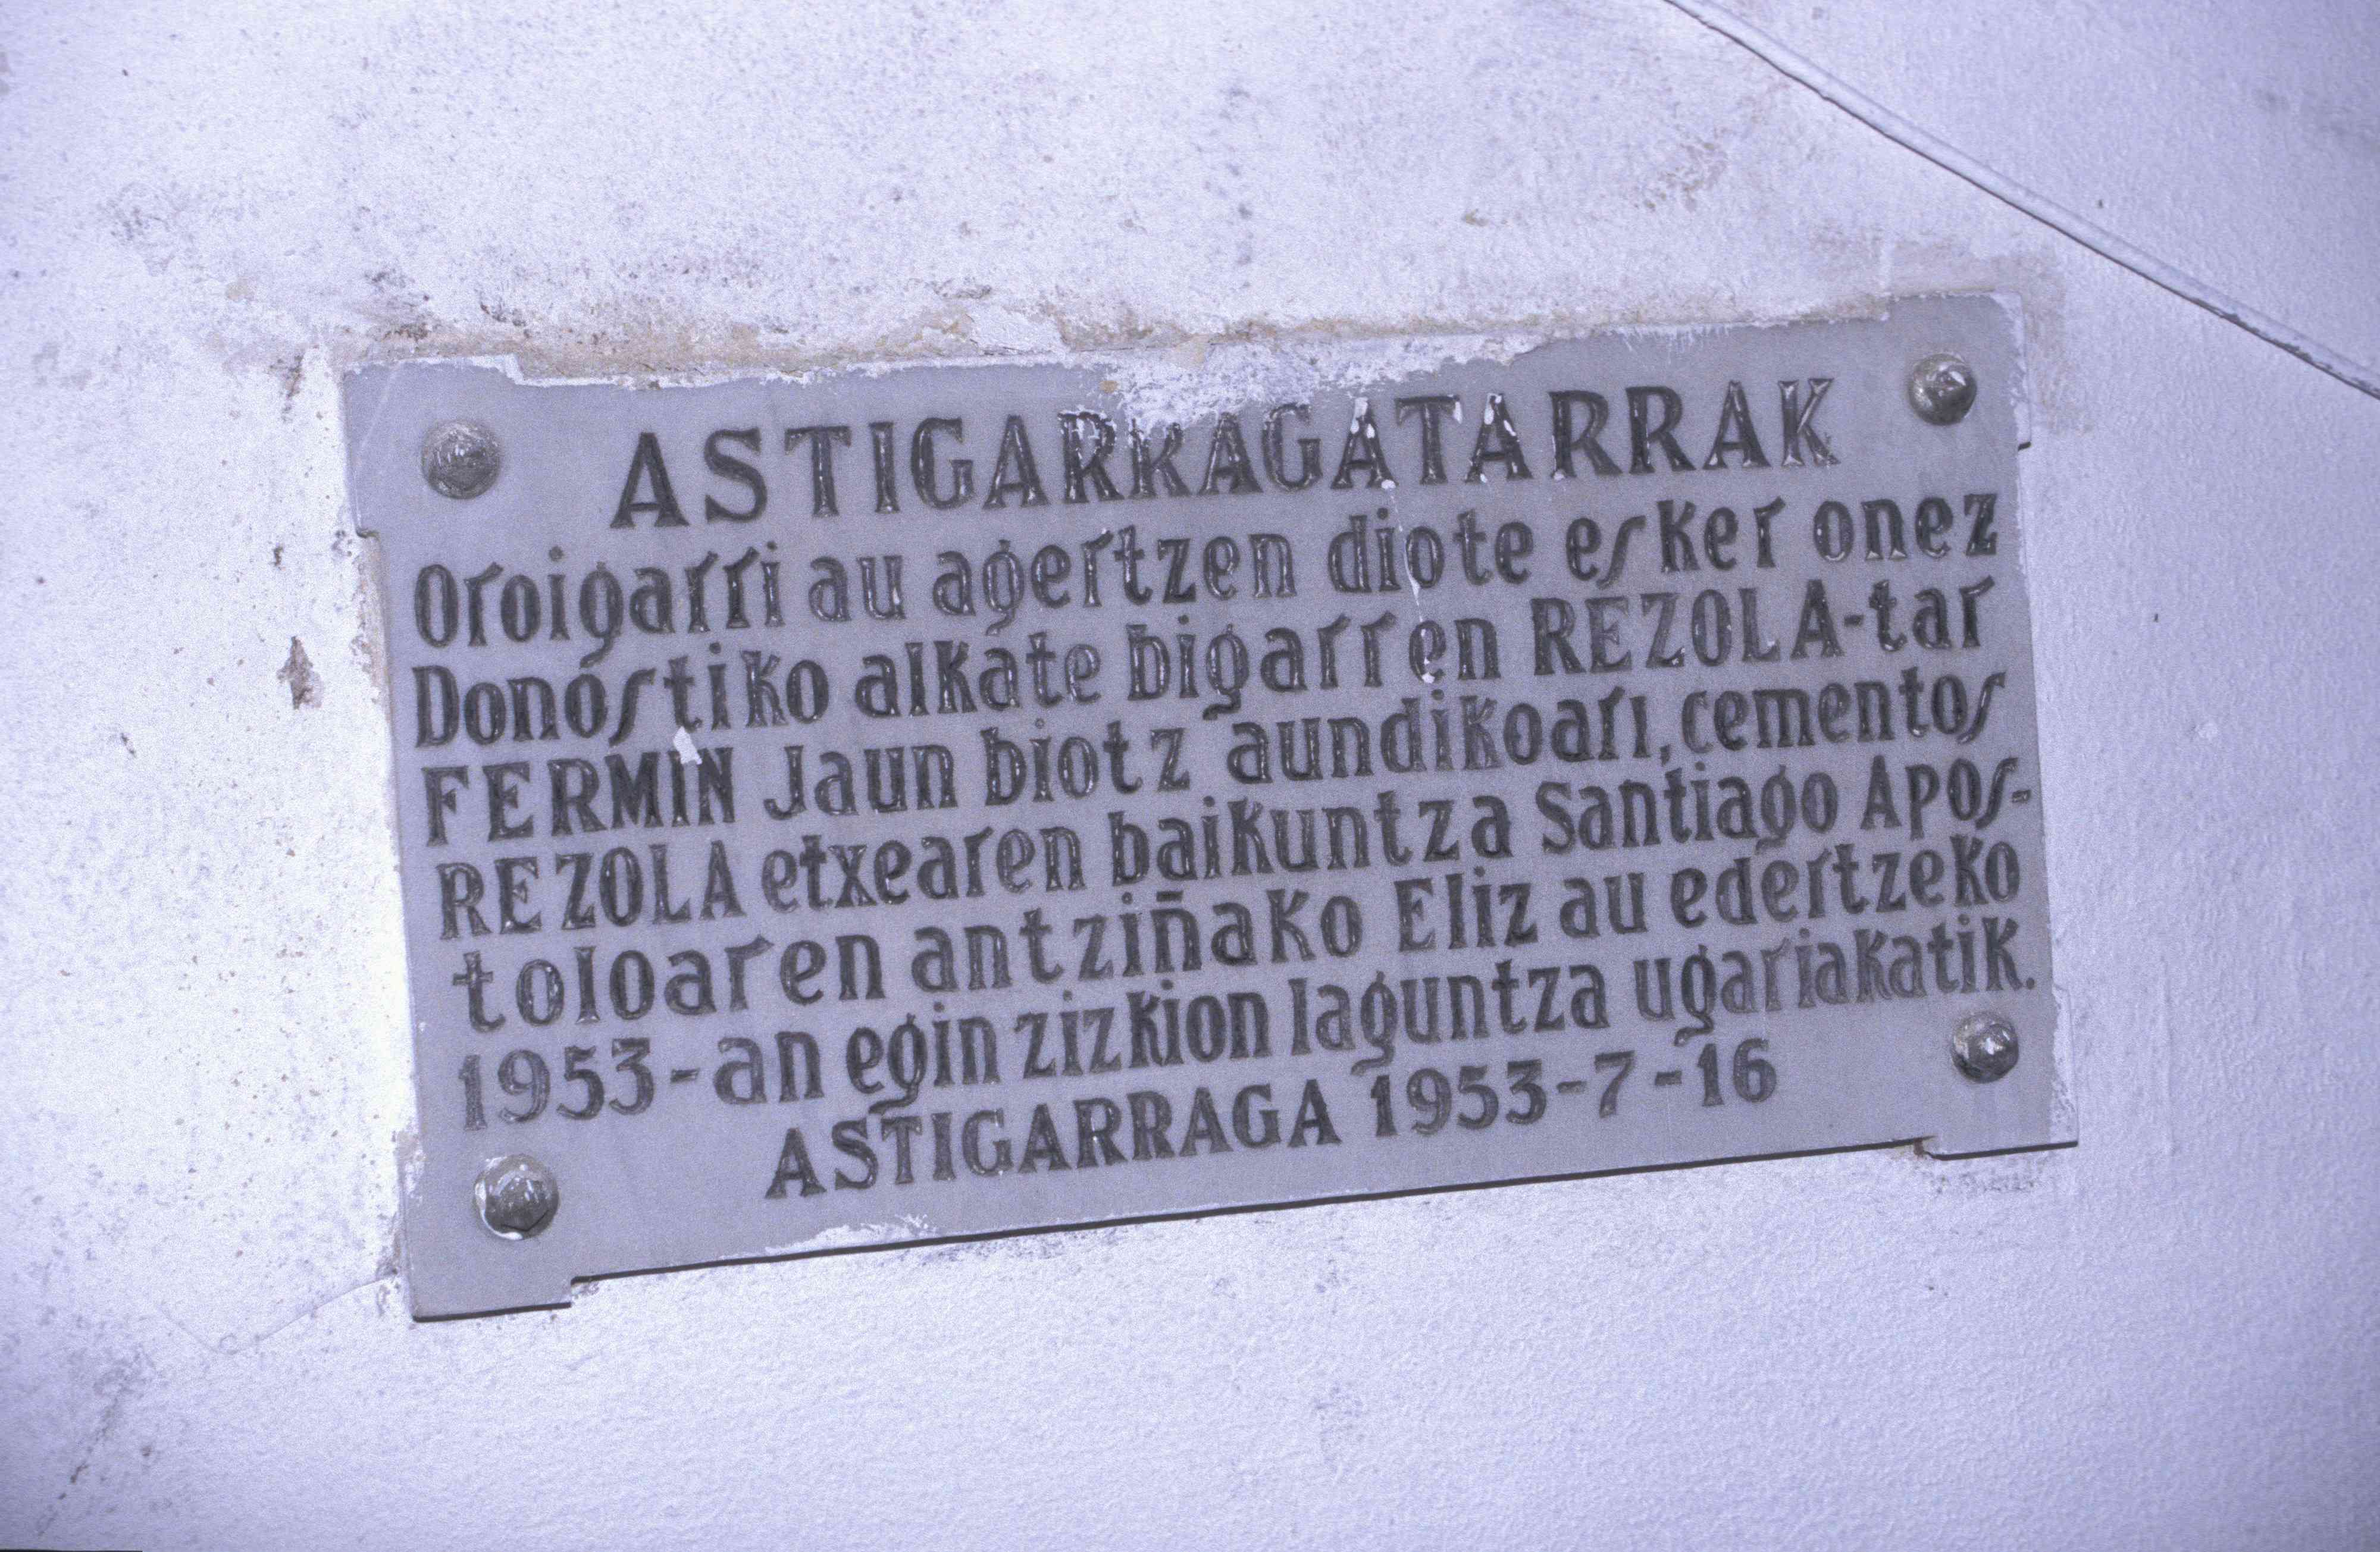 ASTIGARRAGATARRAK
Oroigarri au agertzen diote esker onez
Donostiko alkate bigarren REZOLA-tar
FERMIN Jaun biotz aundikoari, cementos
REZOLA etxearen baikuntza Santiago Apos-
toloaren antziñako Eliz au edertzeko
1953-an egin zizkion laguntza ugariakatik.
ASTIGARRAGA 1953-7-16